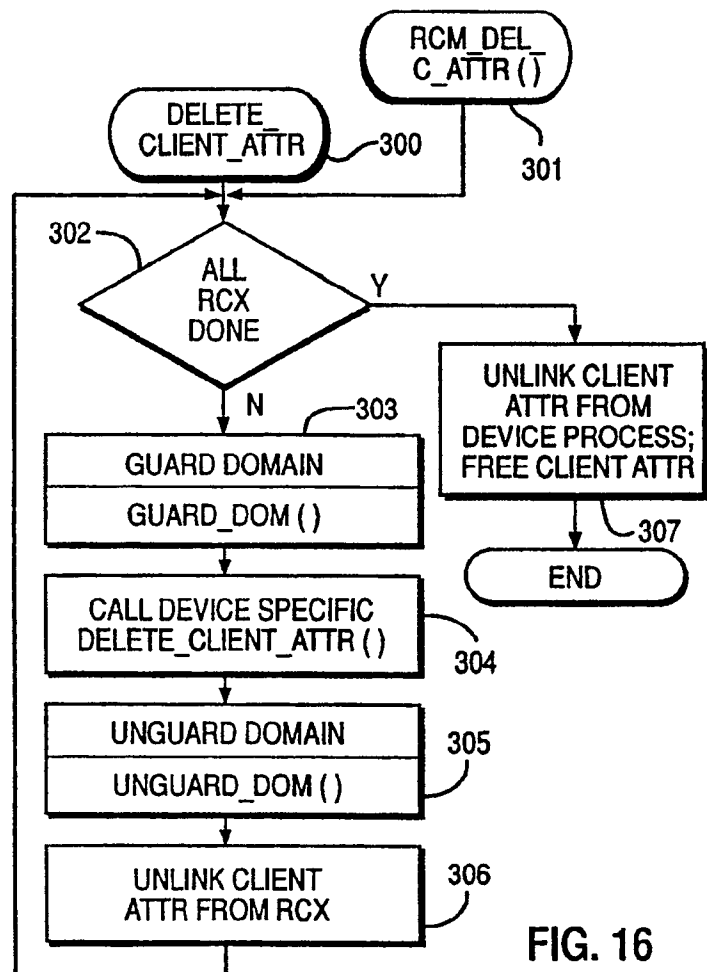 RCM_DEL_
C_ATTR ( )
301
DELETE_
CLIENT_ATTR
300
302
ALL
RCX
DONE
Y
N
303
GUARD DOMAIN
GUARD_DOM ( )
UNLINK CLIENT
ATTR FROM
DEVICE PROCESS;
FREE CLIENT ATTR
307
END
CALL DEVICE SPECIFIC
DELETE_CLIENT_ATTR ( )
304
UNGUARD DOMAIN
UNGUARD_DOM ( )
305
UNLINK CLIENT
ATTR FROM RCX
306
FIG. 16